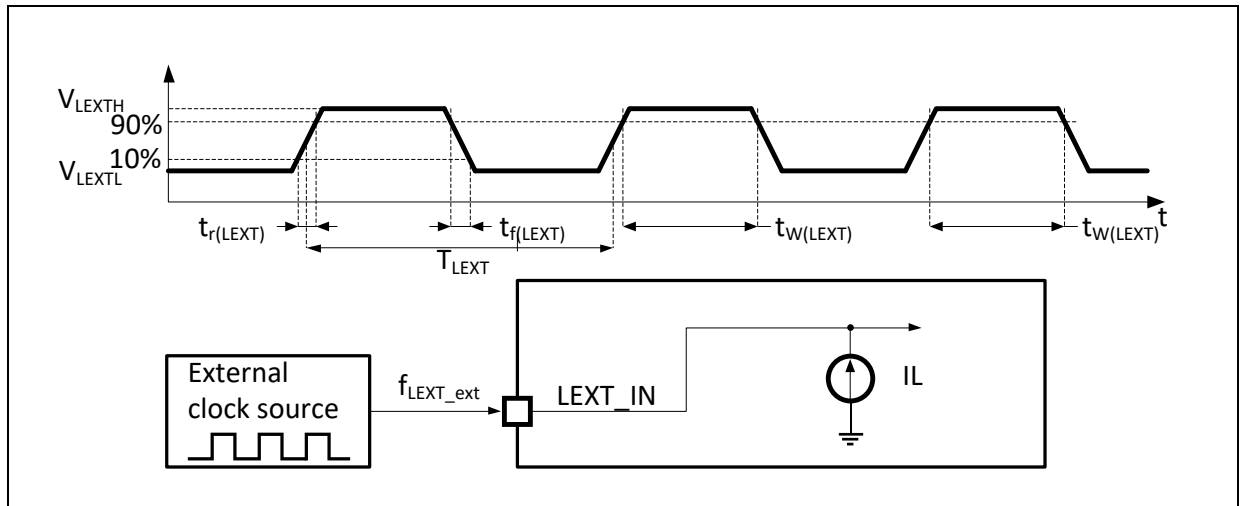 V_LEXTH
90%
10%
V_LEXTL
t
t_r(LEXT)
t_f(LEXT)
t_W(LEXT)
t_W(LEXT)
T_LEXT
External
clock source
f_LEXT_ext
LEXT_IN
IL